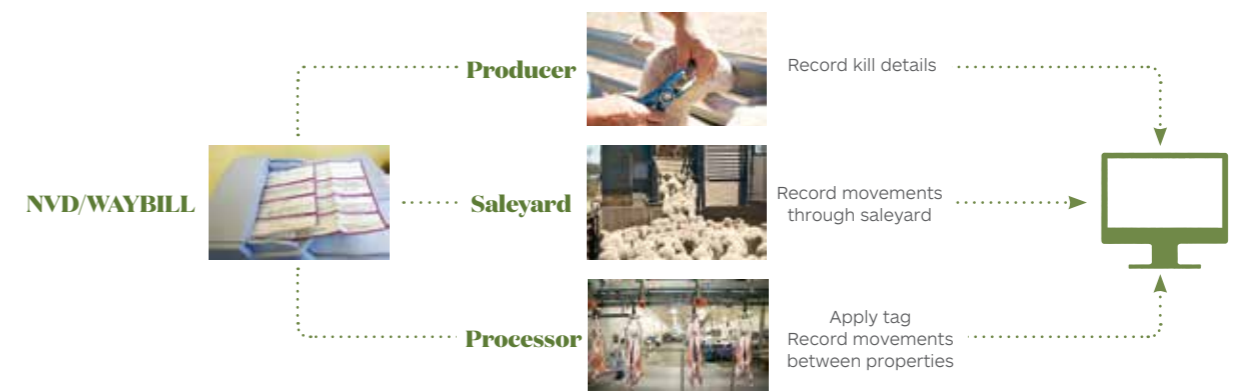 Producer
Record kill details
NVD/WAYBILL
Saleyard
Record movements
through saleyard
Processor
Apply tag
Record movements
between properties